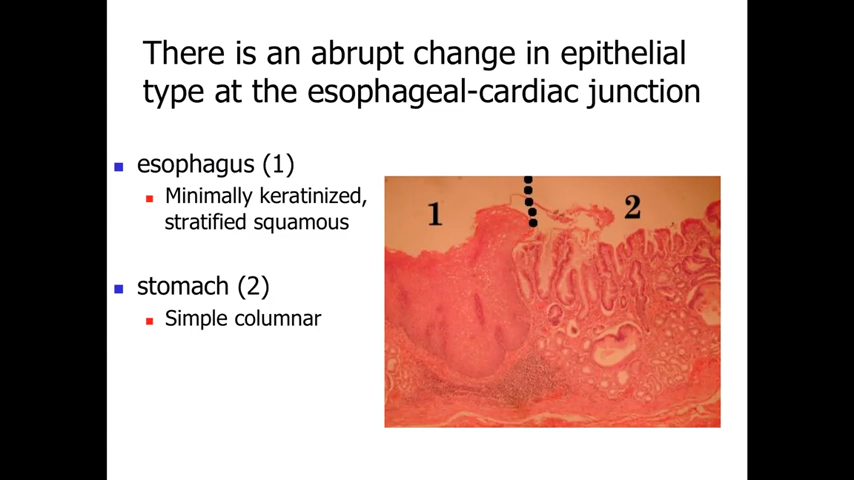 There is an abrupt change in epithelial
type at the esophageal-cardiac junction
esophagus (1)
Minimally keratinized,
stratified squamous
stomach (2)
Simple columnar
1
2